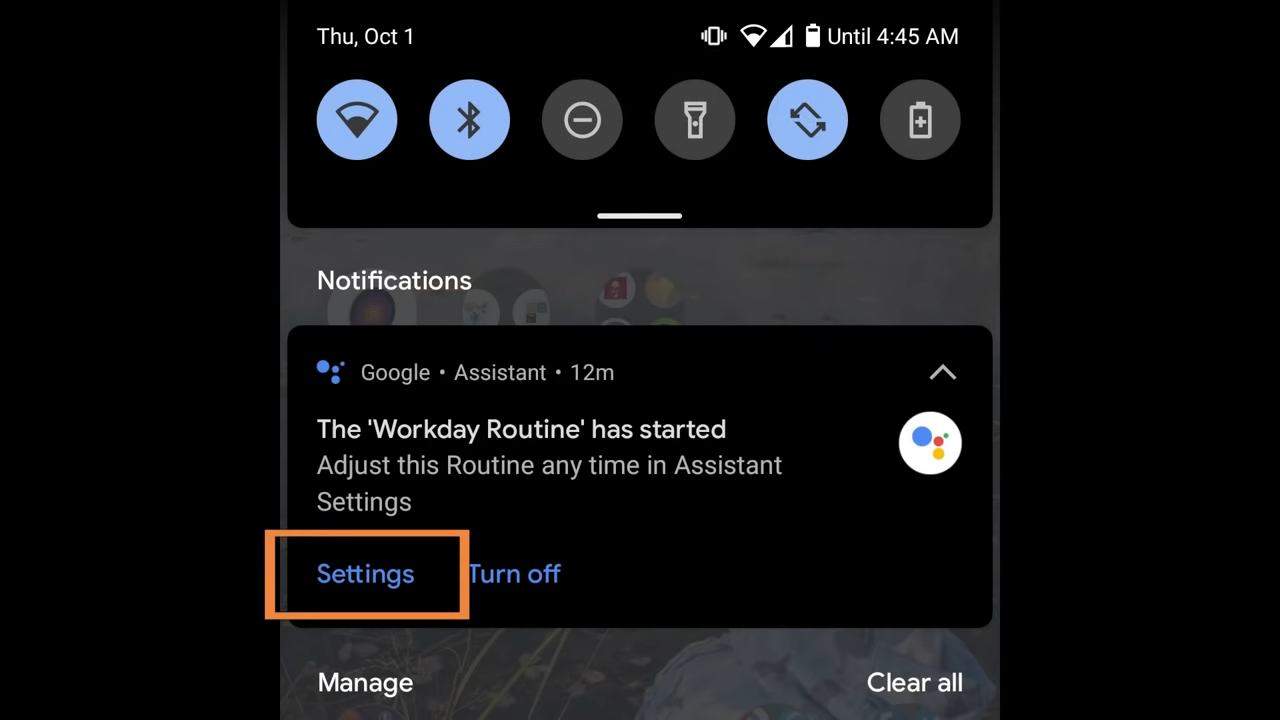 Thu, Oct 1
Until 4:45 AM
Notifications
Google • Assistant • 12m
The 'Workday Routine' has started
Adjust this Routine any time in Assistant
Settings
Settings
Turn off
Manage
Clear all